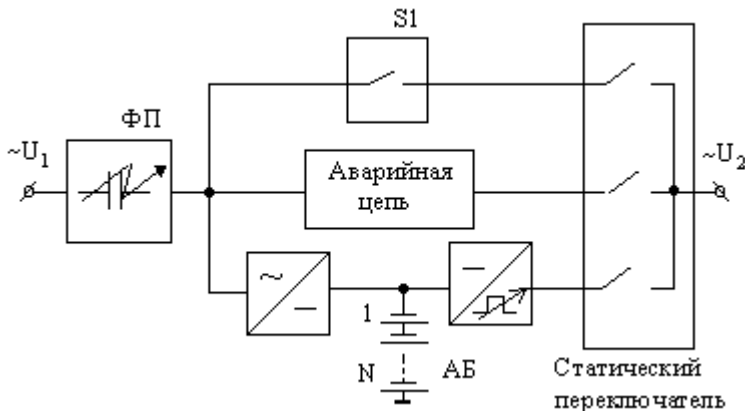 S1
ФП
~U1
Аварийная
цепь
~U2
~
1
N
АБ
Статический
переключатель